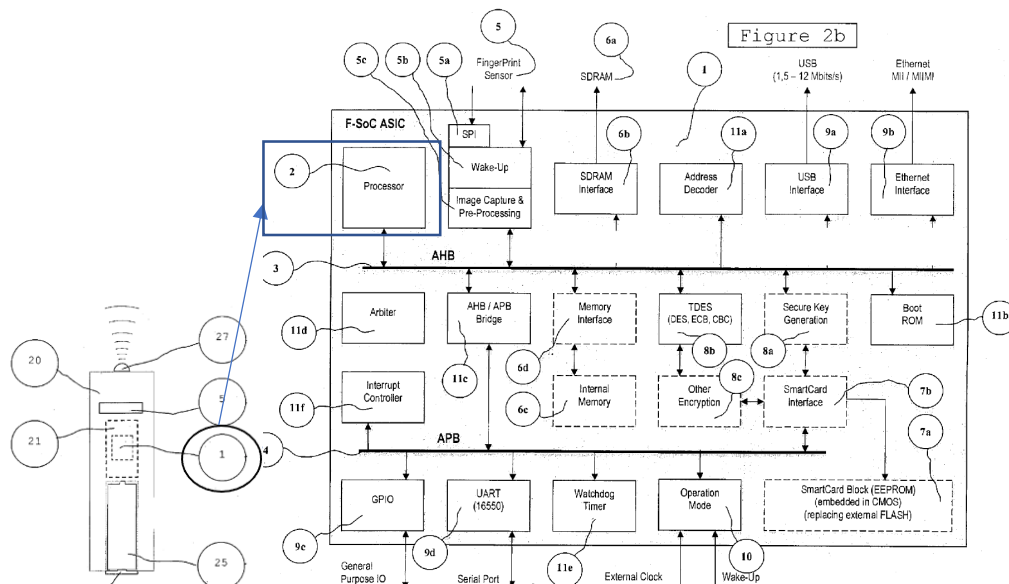 Figure 2b
5
6a
5c
5b
5a
FingerPrint
Sensor
SDRAM
1
USB
(1,5 – 12 Mbits/s)
Ethernet
MII / MIIMI
F-SoC ASIC
SPI
6b
11a
9a
9b
2
Processor
Wake-Up
Image Capture &
Pre-Processing
SDRAM
Interface
Address
Decoder
USB
Interface
Ethernet
Interface
3
AHB
Arbiter
AHB / APB
Bridge
Memory
Interface
TDES
(DES, ECB, CBC)
Secure Key
Generation
Boot
ROM
11b
11d
11c
6d
8b
8a
8c
27
20
5
21
1
25
Interrupt
Controller
11f
Internal
Memory
6c
Other
Encryption
SmartCard
Interface
7b
7a
4
APB
GPIO
UART
(16550)
Watchdog
Timer
Operation
Mode
SmartCard Block (EEPROM)
(embedded in CMOS)
(replacing external FLASH)
9c
9d
11e
10
General
Purpose IO
Serial Port
External Clock
Wake-Up